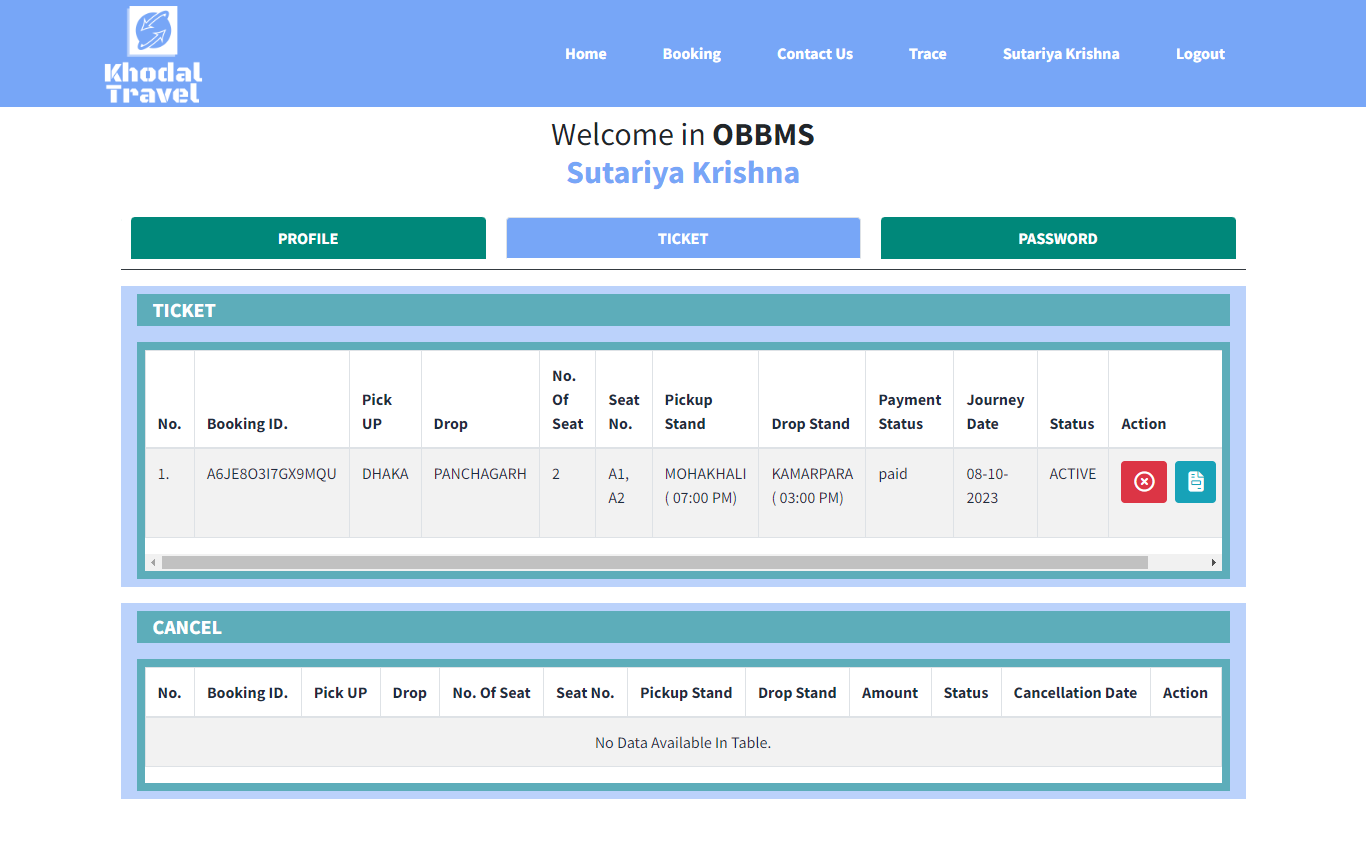 Khodal
Travel
Home Booking Contact Us Trace Sutariya Krishna Logout
Welcome in OBBMS
Sutariya Krishna
PROFILE TICKET PASSWORD
TICKET
No. Booking ID. Pick UP Drop No. Of Seat Seat No. Pickup Stand Drop Stand Payment Status Journey Date Status Action
1. A6JE8O3I7GX9MQU DHAKA PANCHAGARH 2 A1, A2 MOHAKHALI ( 07:00 PM) KAMARPARA ( 03:00 PM) paid 08-10-2023 ACTIVE
CANCEL
No. Booking ID. Pick UP Drop No. Of Seat Seat No. Pickup Stand Drop Stand Amount Status Cancellation Date Action
No Data Available In Table.